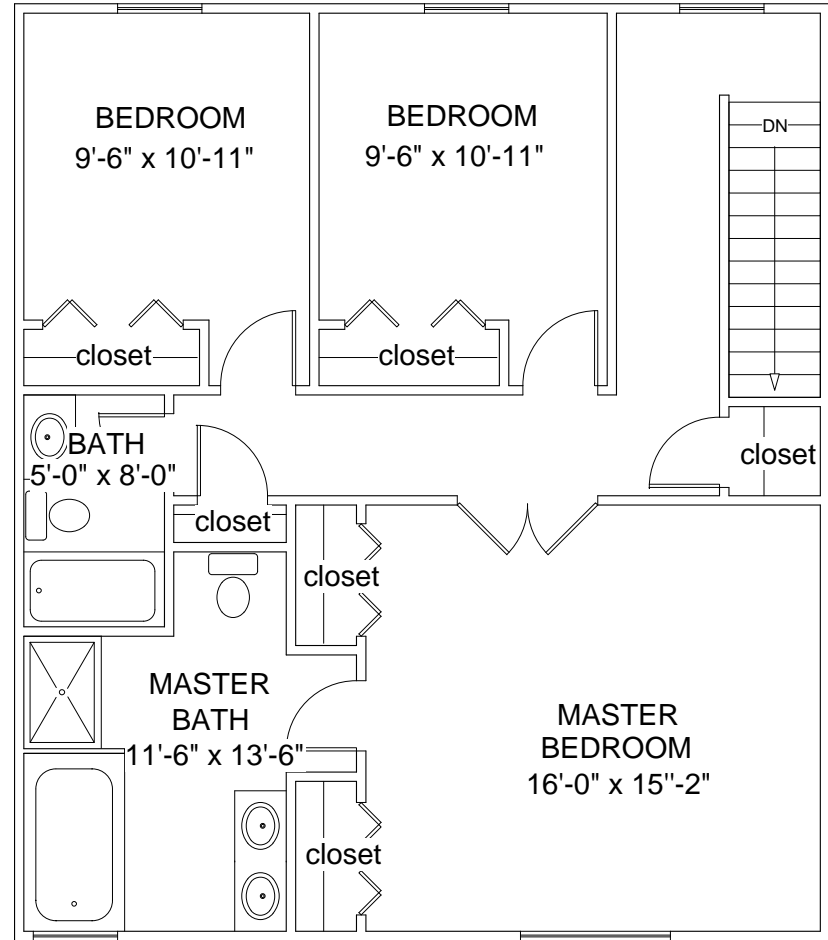 BEDROOM
9'-6" x 10'-11"
BEDROOM
9'-6" x 10'-11"
DN
closet
closet
BATH
5'-0" x 8'-0"
closet
closet
closet
MASTER
BATH
11'-6" x 13'-6"
MASTER
BEDROOM
16'-0" x 15''-2"
closet